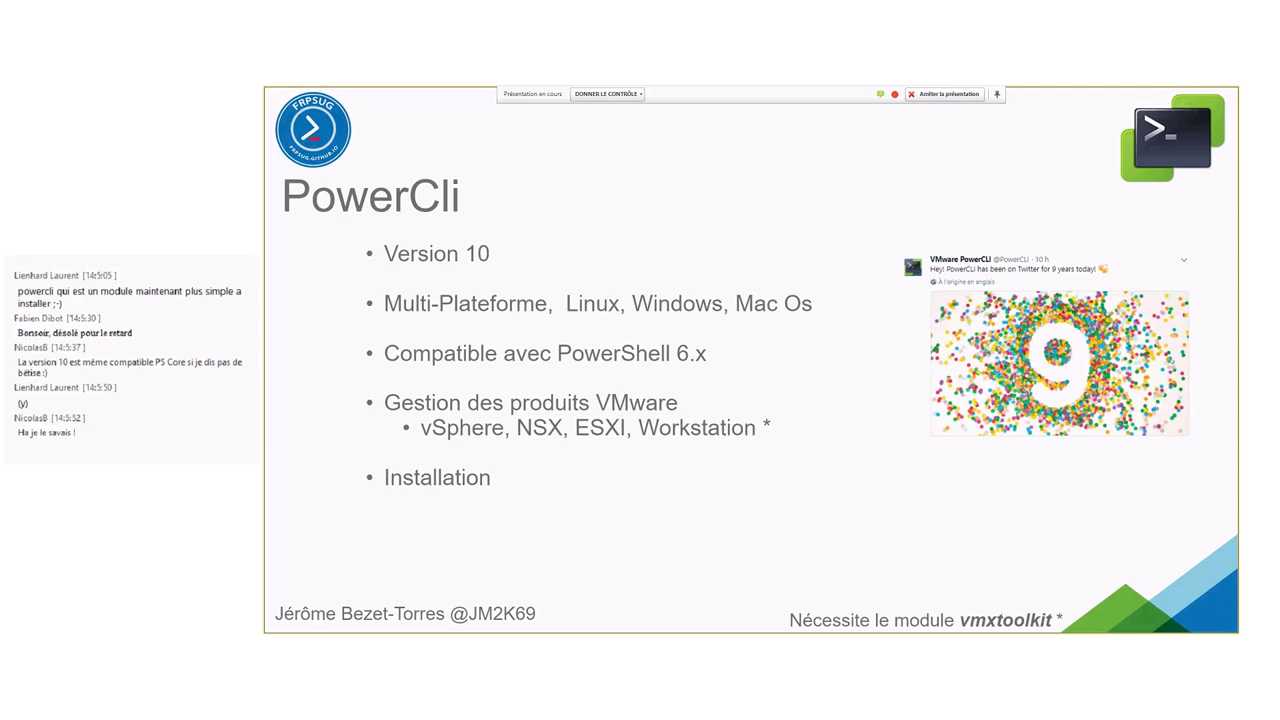 Présentation en cours
DONNER LE CONTRÔLE
Arrêter la présentation
FRPSUG
FRPSUG.GITHUB.IO
>_
PowerCli
• Version 10
• Multi-Plateforme, Linux, Windows, Mac Os
• Compatible avec PowerShell 6.x
• Gestion des produits VMware
• vSphere, NSX, ESXI, Workstation *
• Installation
VMware PowerCLI @PowerCLI · 10 h
Hey! PowerCLI has been on Twitter for 9 years today!
À l'origine en anglais
9
Lienhard Laurent [14:5:05 ]
powercli qui est un module maintenant plus simple a
installer ;-)
Fabien Dibot [14:5:30 ]
Bonsoir, désolé pour le retard
NicolasB [14:5:37 ]
La version 10 est même compatible PS Core si je dis pas de
bétise :)
Lienhard Laurent [14:5:50 ]
(y)
NicolasB [14:5:52 ]
Ha je le savais !
Jérôme Bezet-Torres @JM2K69
Nécessite le module vmxtoolkit *